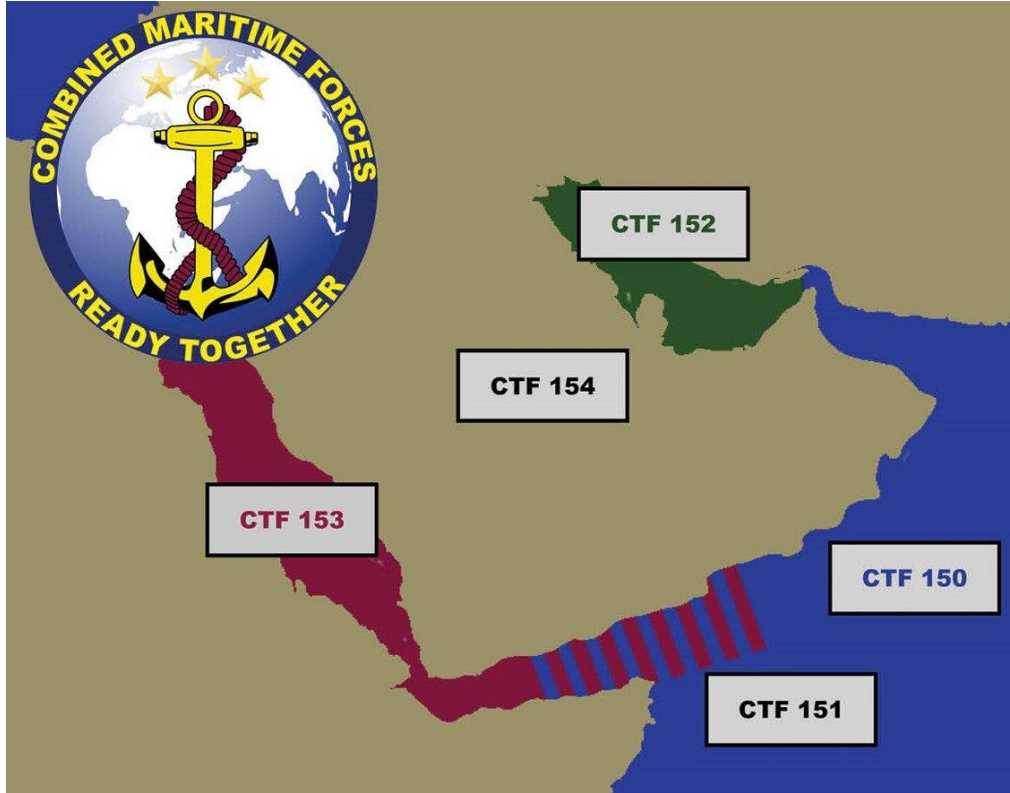 COMBINED MARITIME FORCES
READY TOGETHER
CTF 152
CTF 154
CTF 153
CTF 150
CTF 151